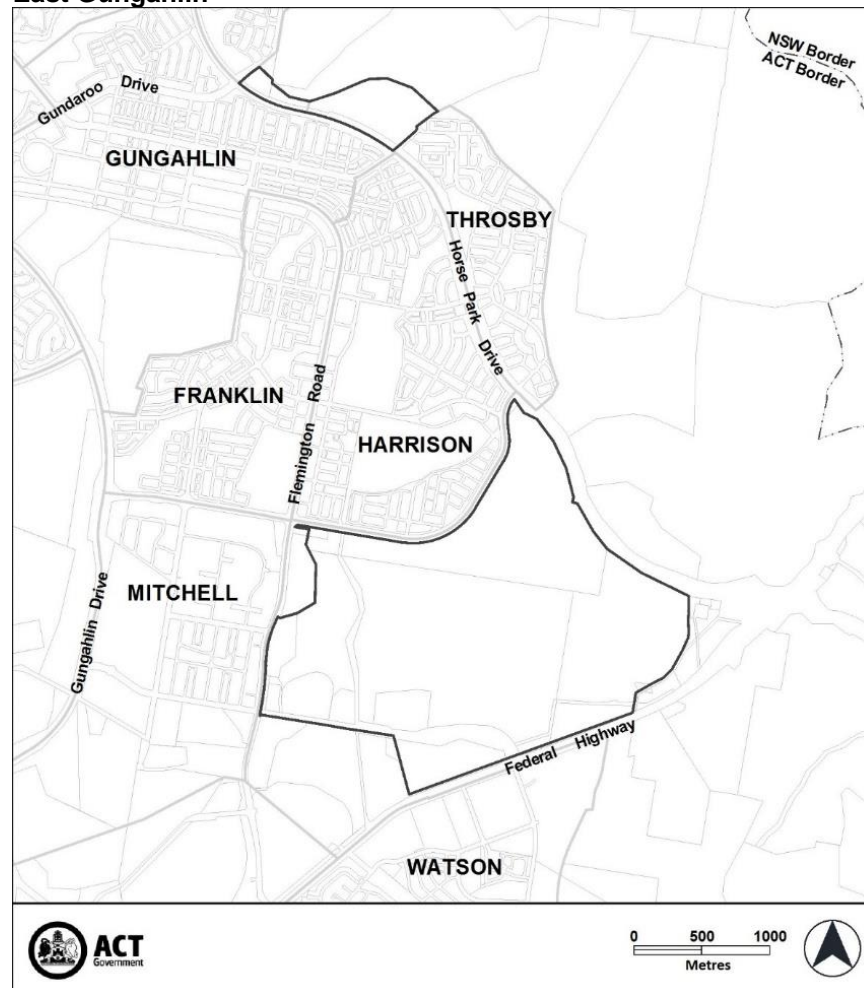 East Gungahlin
NSW Border
ACT Border
Gundaroo Drive
GUNGAHLIN
THROSBY
Horse Park Drive
FRANKLIN
Flemington Road
HARRISON
MITCHELL
Gungahlin Drive
Federal Highway
WATSON
ACT
Government
0 500 1000
Metres